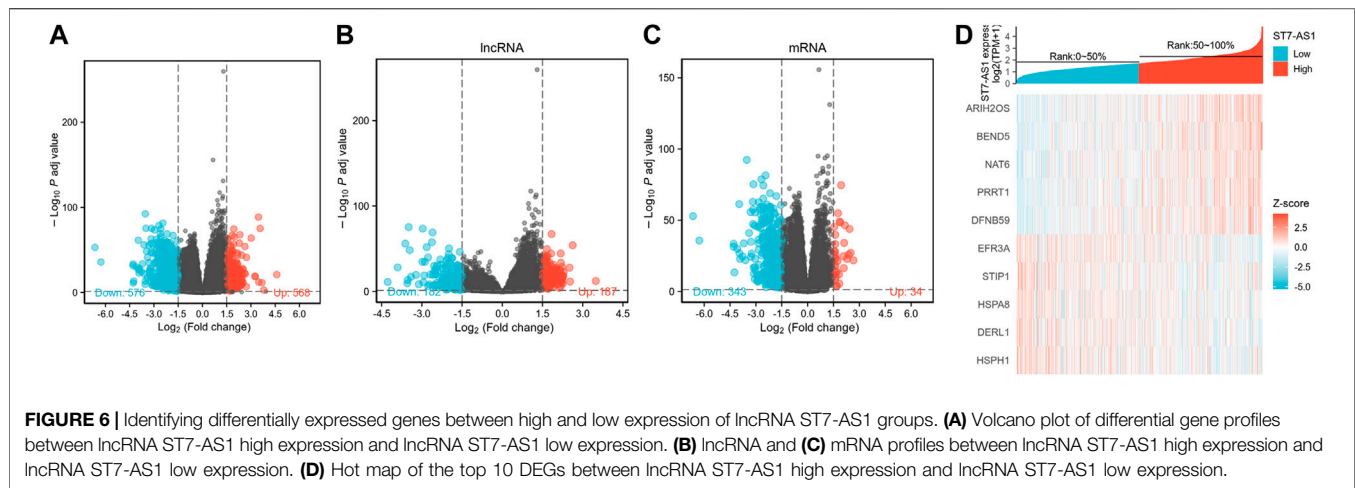 A
B
C
D
lncRNA
mRNA
200
100
0
− Log10 P adj value
-6.0 -4.5 -3.0 -1.5 0.0 1.5 3.0 4.5 6.0
Log2 (Fold change)
Down: 576
Up: 568
200
100
0
− Log10 P adj value
-4.5 -3.0 -1.5 0.0 1.5 3.0 4.5
Log2 (Fold change)
Down: 182
Up: 187
150
100
50
0
− Log10 P adj value
-6.0 -4.5 -3.0 -1.5 0.0 1.5 3.0 4.5 6.0
Log2 (Fold change)
Down: 343
Up: 34
ST7-AS1 express
log2(TPM+1)
4
3
2
1
0
Rank:0~50%
Rank:50~100%
ST7-AS1
Low
High
ARIH2OS
BEND5
NAT6
PRRT1
DFNB59
EFR3A
STIP1
HSPA8
DERL1
HSPH1
Z-score
5.0
2.5
0.0
-2.5
-5.0
FIGURE 6 | Identifying differentially expressed genes between high and low expression of lncRNA ST7-AS1 groups. (A) Volcano plot of differential gene profiles
between lncRNA ST7-AS1 high expression and lncRNA ST7-AS1 low expression. (B) lncRNA and (C) mRNA profiles between lncRNA ST7-AS1 high expression and
lncRNA ST7-AS1 low expression. (D) Hot map of the top 10 DEGs between lncRNA ST7-AS1 high expression and lncRNA ST7-AS1 low expression.